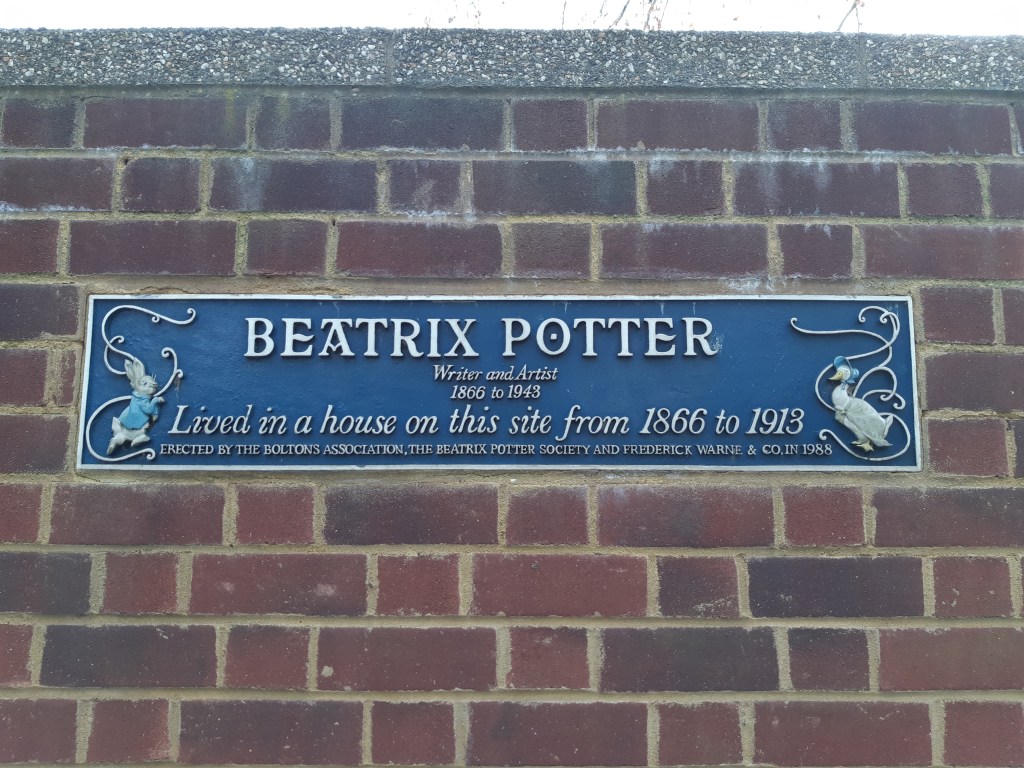 BEATRIX POTTER
Writer and Artist
1866 to 1943
Lived in a house on this site from 1866 to 1913
ERECTED BY THE BOLTONS ASSOCIATION, THE BEATRIX POTTER SOCIETY AND FREDERICK WARNE & CO, IN 1988